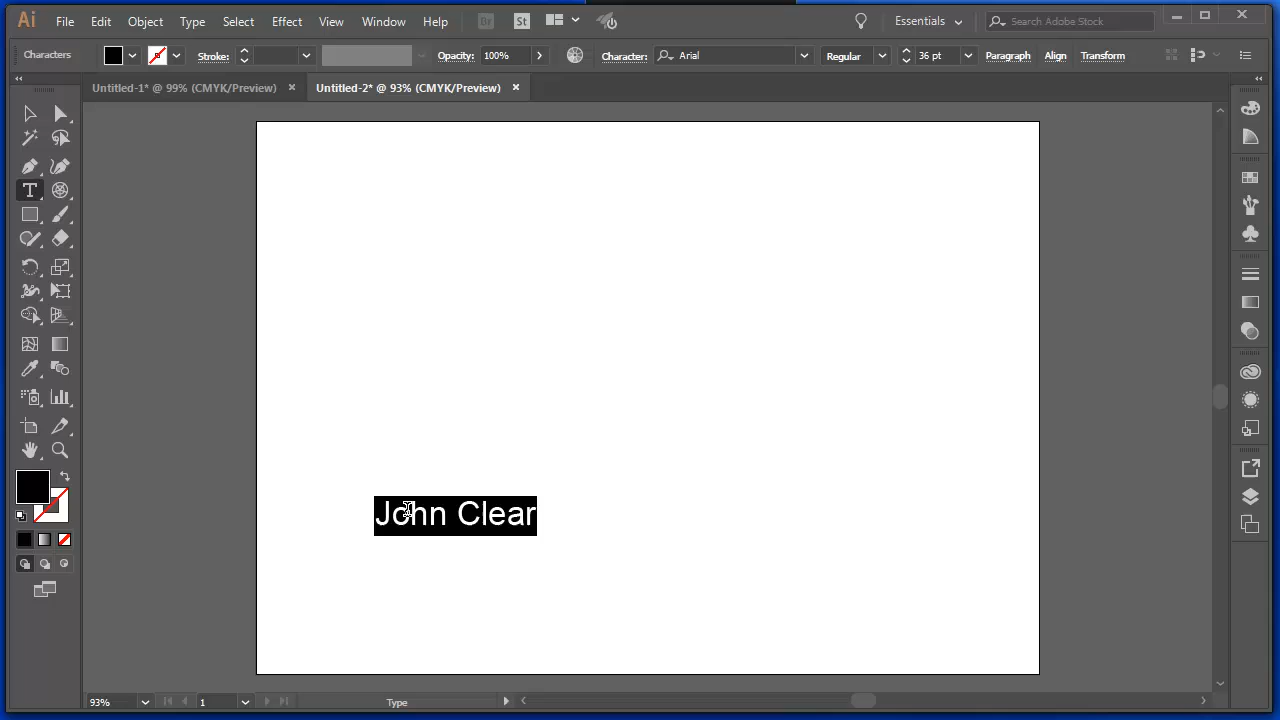 Ai File Edit Object Type Select Effect View Window Help Br St Essentials Search Adobe Stock
Characters Stroke: Opacity: 100% Character: Arial Regular 36 pt Paragraph Align Transform
Untitled-1* @ 99% (CMYK/Preview) Untitled-2* @ 93% (CMYK/Preview)
John Clear
93% 1 Type